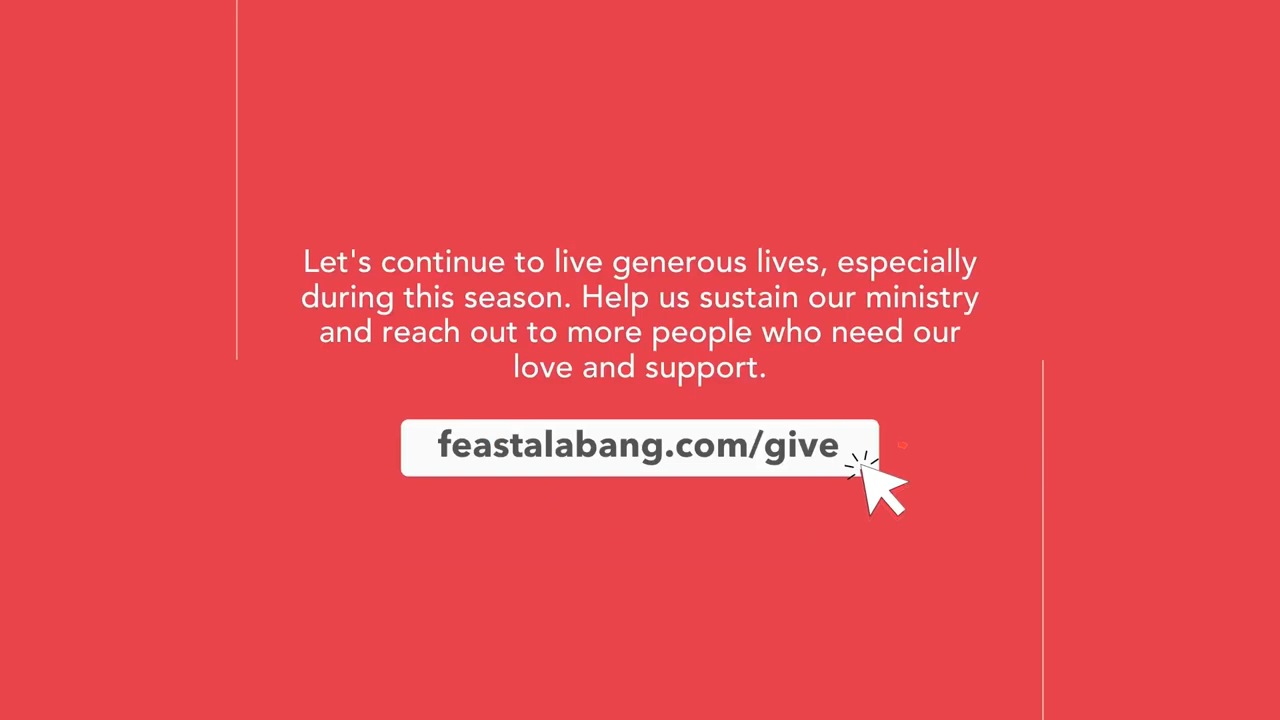 Let's continue to live generous lives, especially
during this season. Help us sustain our ministry
and reach out to more people who need our
love and support.
feastalabang.com/give